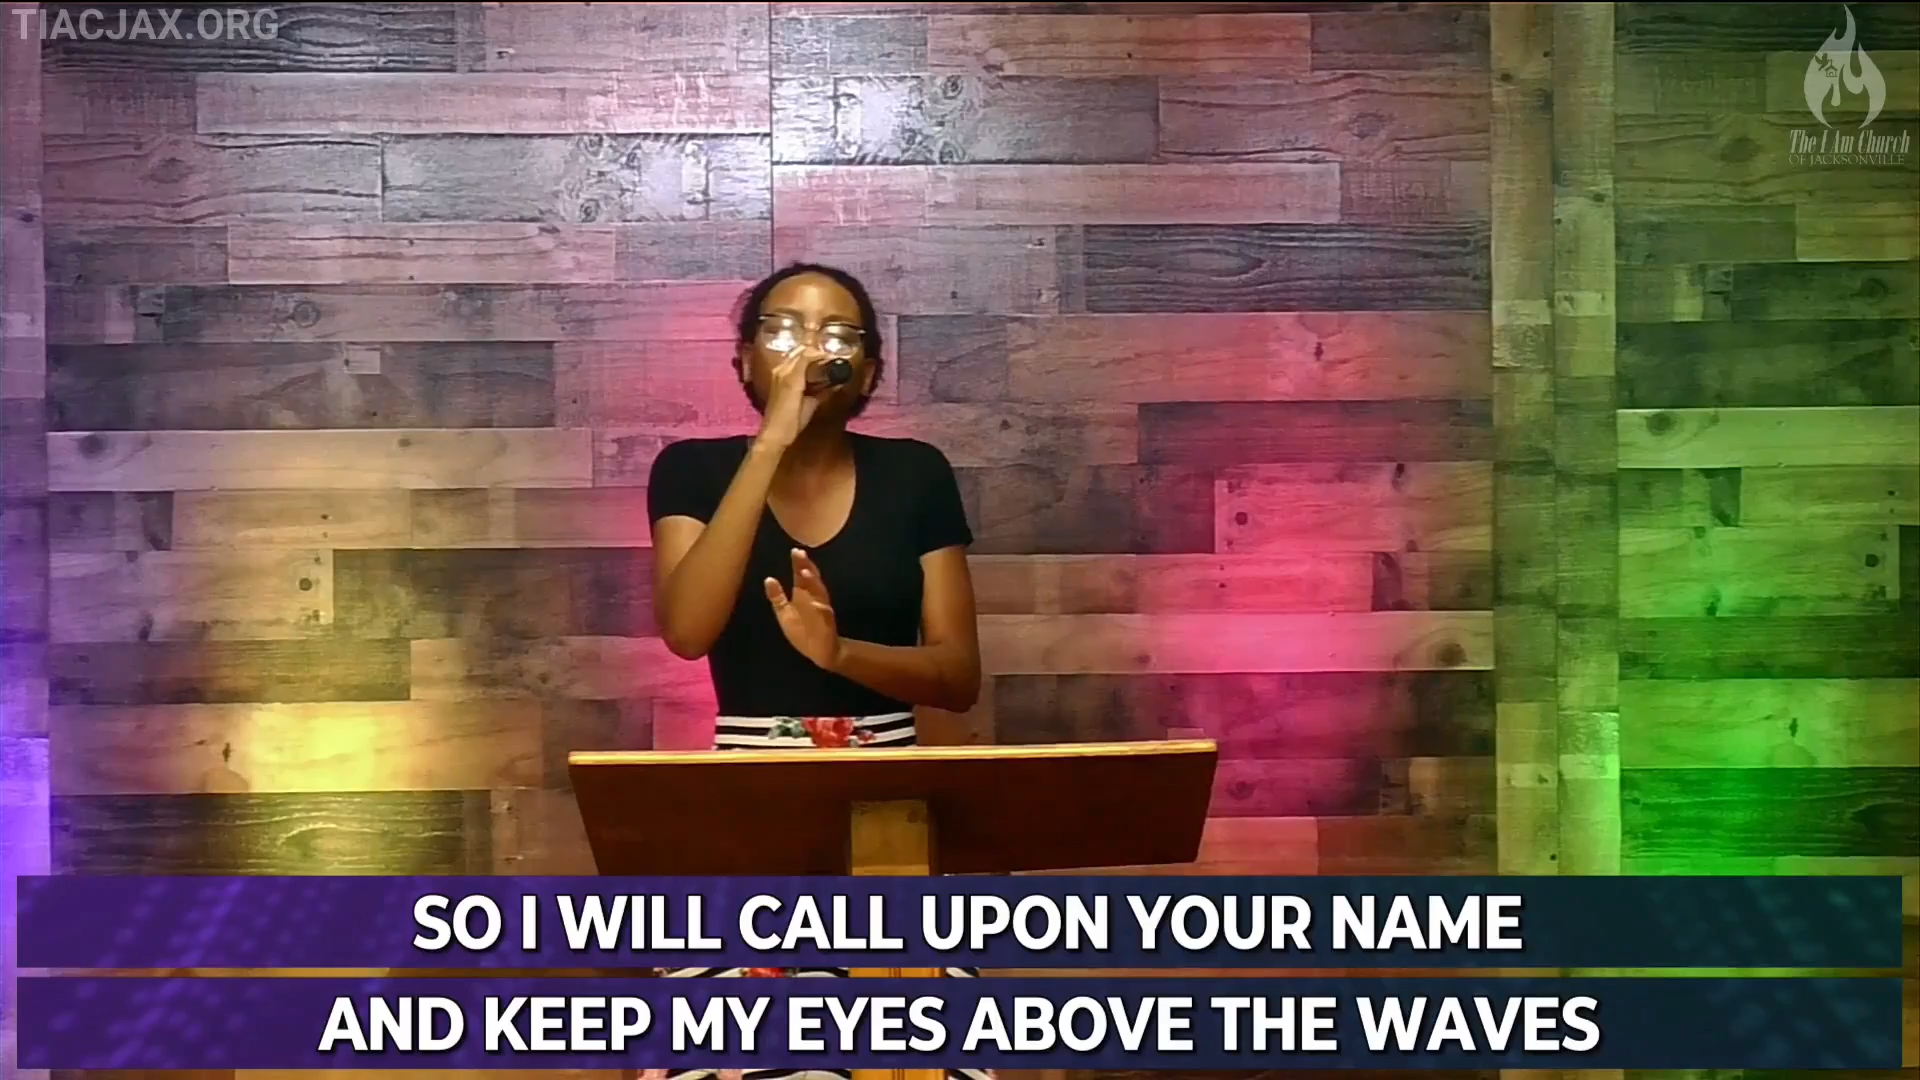 TIACJAX.ORG
The I Am Church
OF JACKSONVILLE
SO I WILL CALL UPON YOUR NAME
AND KEEP MY EYES ABOVE THE WAVES